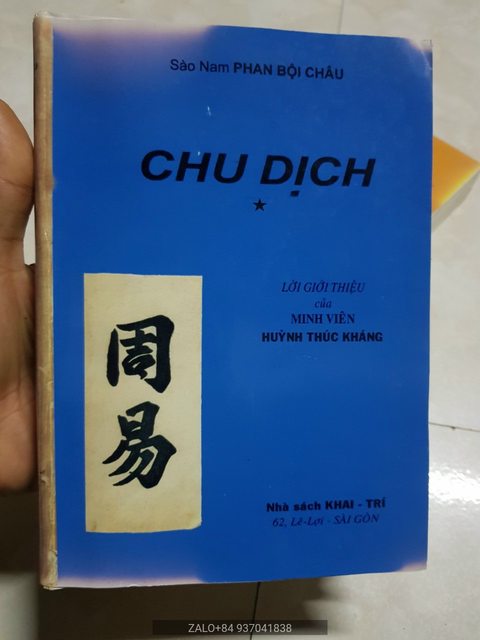 Sào Nam PHAN BỘI CHÂU
CHU DỊCH
★
周易
LỜI GIỚI THIỆU
của
MINH VIÊN
HUỲNH THÚC KHÁNG
Nhà sách KHAI - TRÍ
62, Lê-Lợi - SÀI GÒN
ZALO+84 937041838